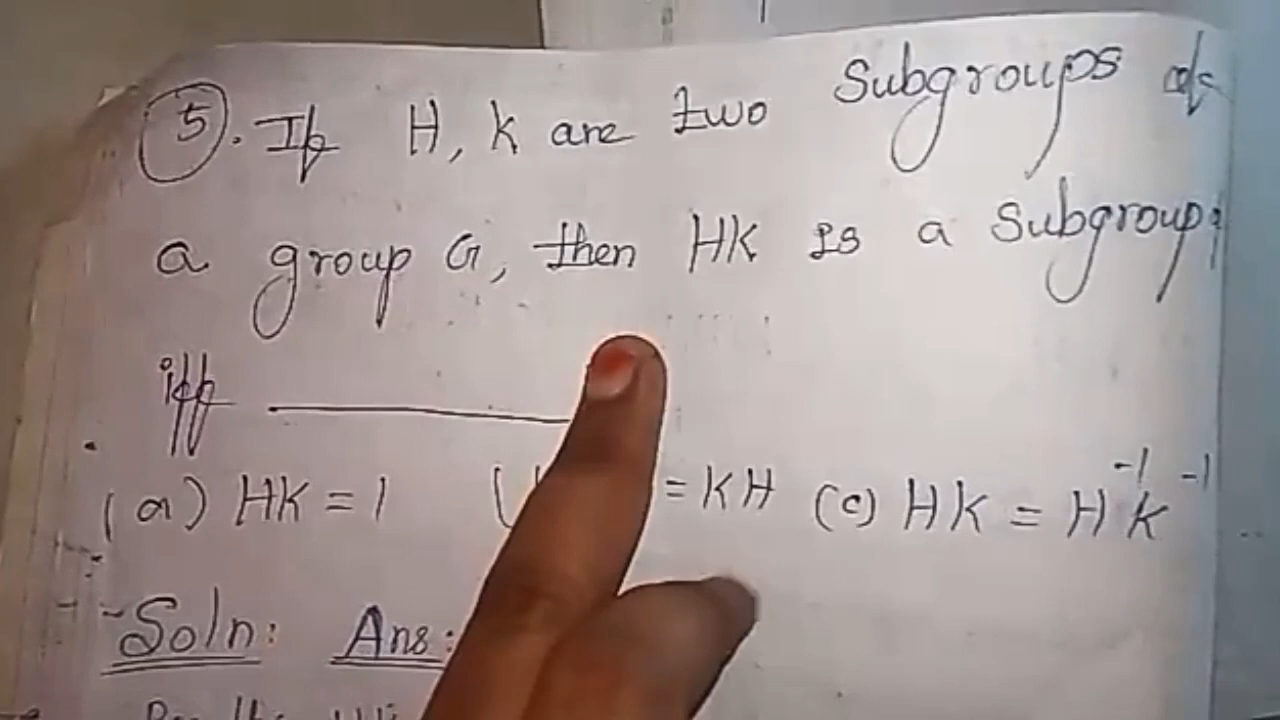 5. If H, K are two Subgroups of
a group G, then HK is a Subgroup
iff
(a) HK = 1 ( = KH (c) HK = H⁻¹K⁻¹
Soln: Ans: